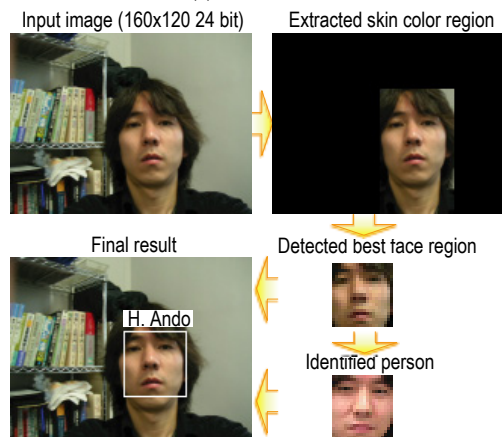 Input image (160x120 24 bit)
Extracted skin color region
Final result
Detected best face region
H. Ando
Identified person